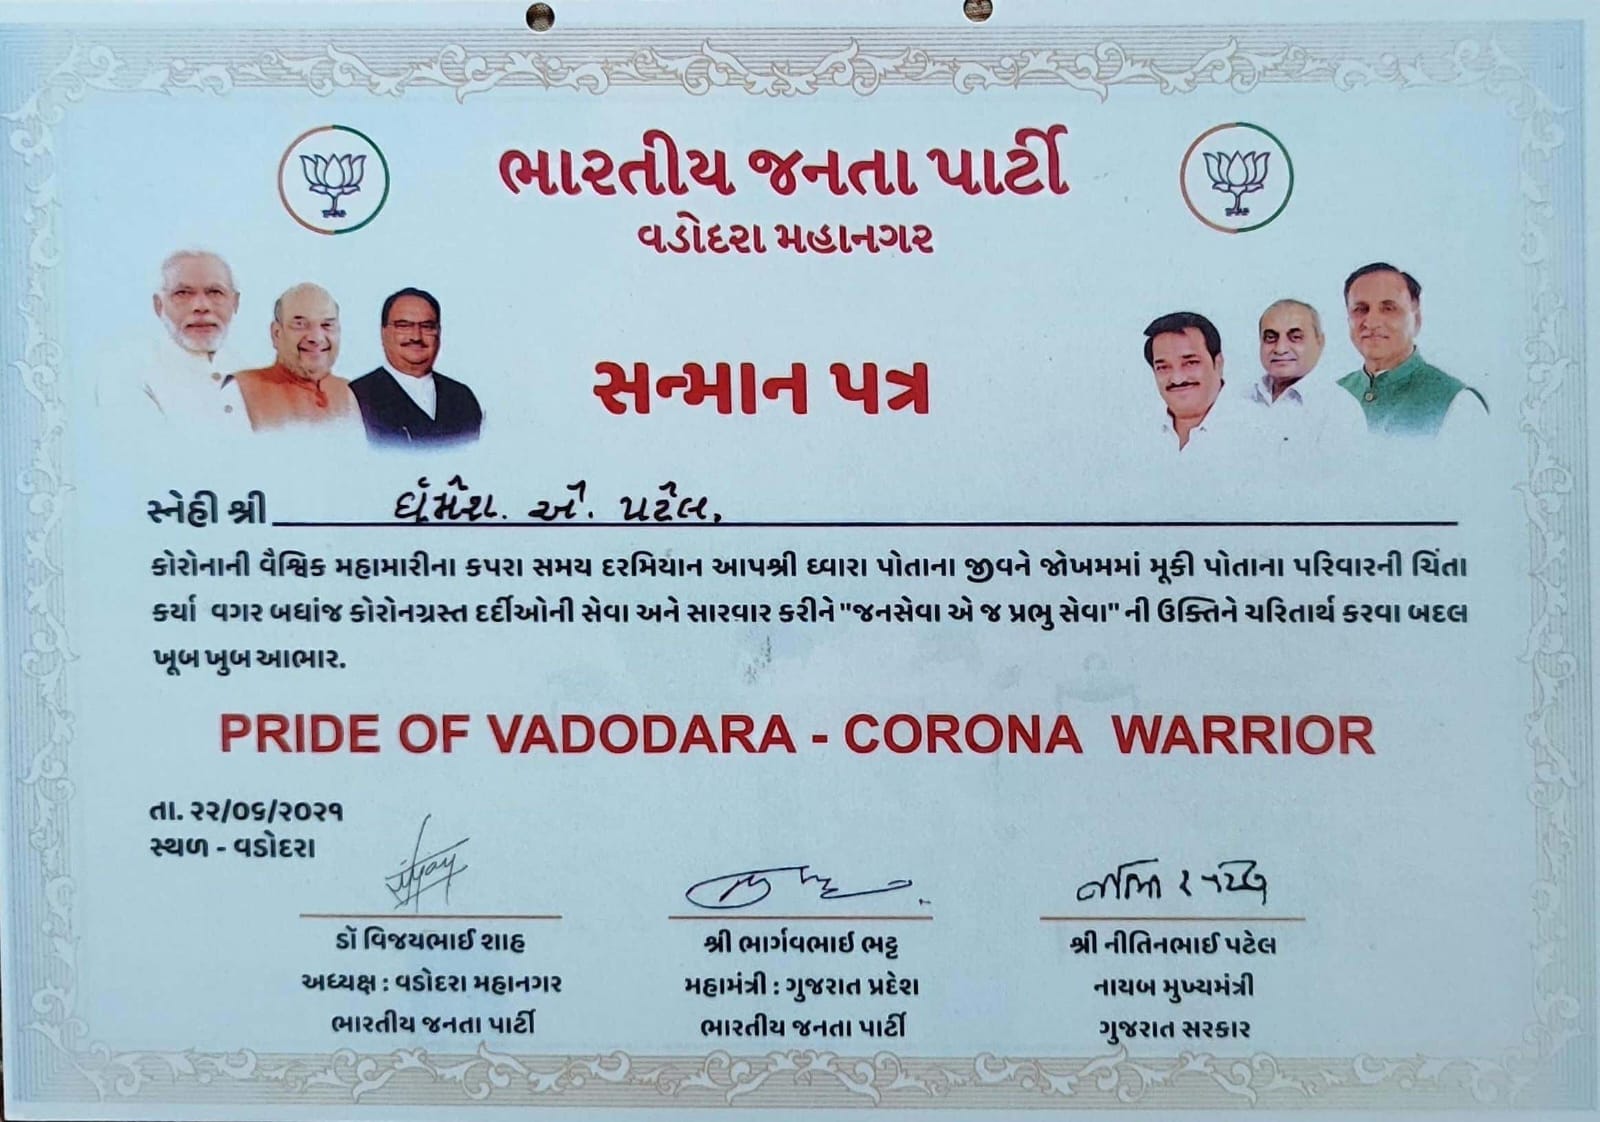 ભારતીય જનતા પાર્ટી
વડોદરા મહાનગર
સન્માન પત્ર
સ્નેહી શ્રી ધર્મેશ. એ. પટેલ.
કોરોનાની વૈશ્વિક મહામારીના કપરા સમય દરમિયાન આપશ્રી ધ્વારા પોતાના જીવને જોખમમાં મૂકી પોતાના પરિવારની ચિંતા
કર્યા વગર બધાંજ કોરોનગ્રસ્ત દર્દીઓની સેવા અને સારવાર કરીને "જનસેવા એ જ પ્રભુ સેવા" ની ઉક્તિને ચરિતાર્થ કરવા બદલ
ખૂબ ખુબ આભાર.
PRIDE OF VADODARA - CORONA WARRIOR
તા. ૨૨/૦૬/૨૦૨૧
સ્થળ - વડોદરા
ડૉ વિજયભાઈ શાહ
અધ્યક્ષ : વડોદરા મહાનગર
ભારતીય જનતા પાર્ટી
શ્રી ભાર્ગવભાઇ ભટ્ટ
મહામંત્રી : ગુજરાત પ્રદેશ
ભારતીય જનતા પાર્ટી
શ્રી નીતિનભાઈ પટેલ
નાયબ મુખ્યમંત્રી
ગુજરાત સરકાર